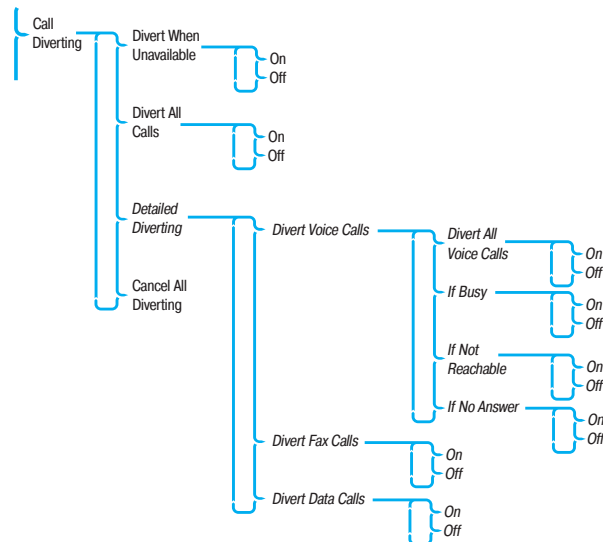 Call
Diverting
Divert When
Unavailable
On
Off
Divert All
Calls
On
Off
Detailed
Diverting
Divert Voice Calls
Divert All
Voice Calls
On
Off
If Busy
On
Off
If Not
Reachable
On
Off
If No Answer
On
Off
Divert Fax Calls
On
Off
Divert Data Calls
On
Off
Cancel All
Diverting